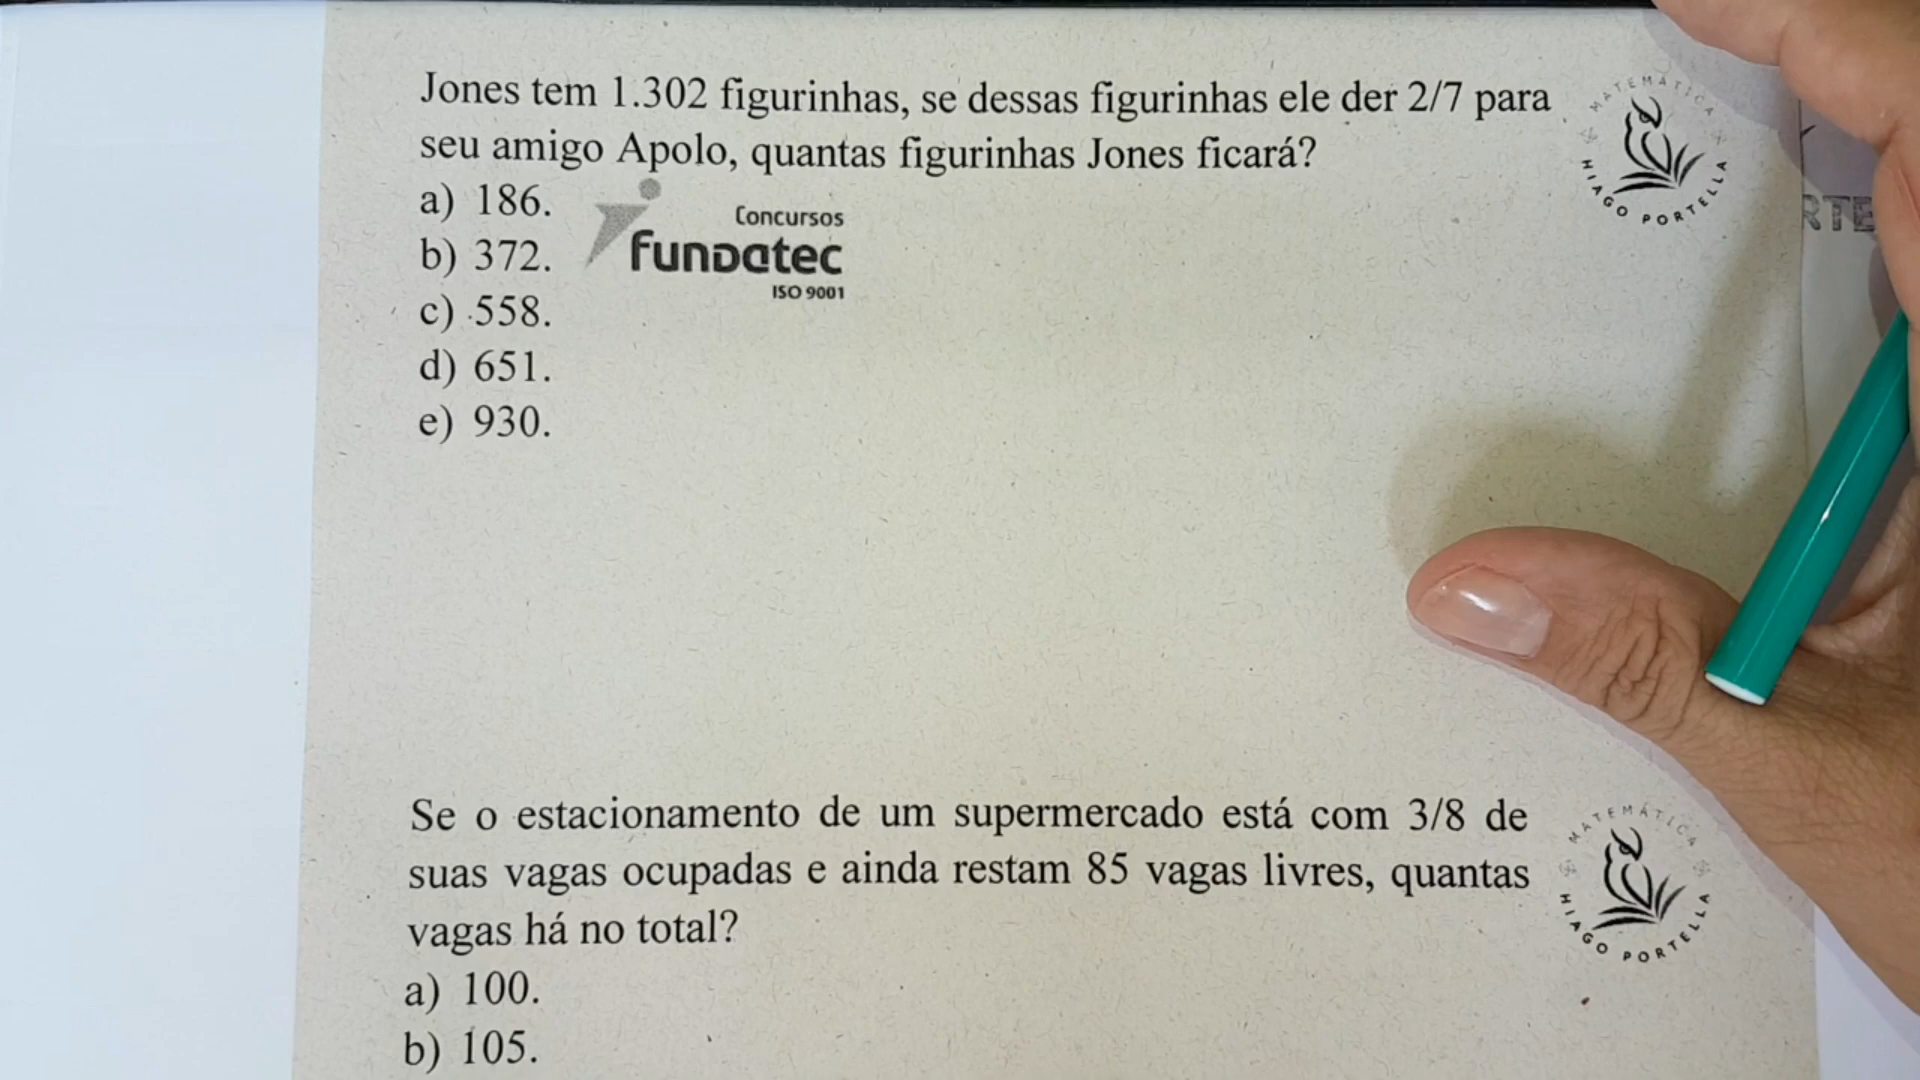 Jones tem 1.302 figurinhas, se dessas figurinhas ele der 2/7 para
seu amigo Apolo, quantas figurinhas Jones ficará?
a) 186.
b) 372.
c) 558.
d) 651.
e) 930.
Concursos
Fundatec
ISO 9001
MATEMÁTICA
HIAGO PORTELLA
RTE
Se o estacionamento de um supermercado está com 3/8 de
suas vagas ocupadas e ainda restam 85 vagas livres, quantas
vagas há no total?
a) 100.
b) 105.
MATEMÁTICA
HIAGO PORTELLA